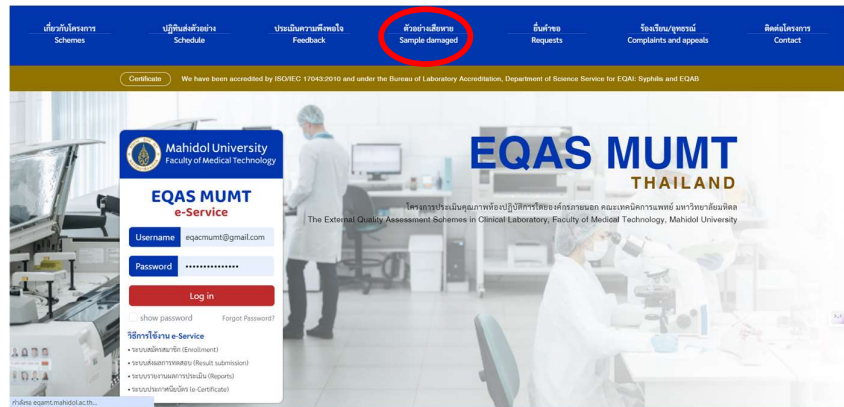 เกี่ยวกับโครงการ
Schemes
ปฏิทินส่งตัวอย่าง
Schedule
ประเมินความพึงพอใจ
Feedback
ตัวอย่างเสียหาย
Sample damaged
ยื่นคำขอ
Requests
ร้องเรียน/อุทธรณ์
Complaints and appeals
ติดต่อโครงการ
Contact
Certificate We have been accredited by ISO/IEC 17043:2010 and under the Bureau of Laboratory Accreditation, Department of Science Service for EQAI: Syphilis and EQAB
Mahidol University
Faculty of Medical Technology
EQAS MUMT
e-Service
Username eqacmumt@gmail.com
Password •••••••••••••••
Log in
show password Forgot Password?
วิธีการใช้งาน e-Service
• ระบบสมัครสมาชิก (Enrollment)
• ระบบส่งผลการทดสอบ (Result submission)
• ระบบรายงานผลการประเมิน (Reports)
• ระบบประกาศนียบัตร (e-Certificate)
EQAS MUMT
THAILAND
โครงการประเมินคุณภาพห้องปฏิบัติการโดยองค์กรภายนอก คณะเทคนิคการแพทย์ มหาวิทยาลัยมหิดล
The External Quality Assessment Schemes in Clinical Laboratory, Faculty of Medical Technology, Mahidol University
กำลังรอ eqamt.mahidol.ac.th...